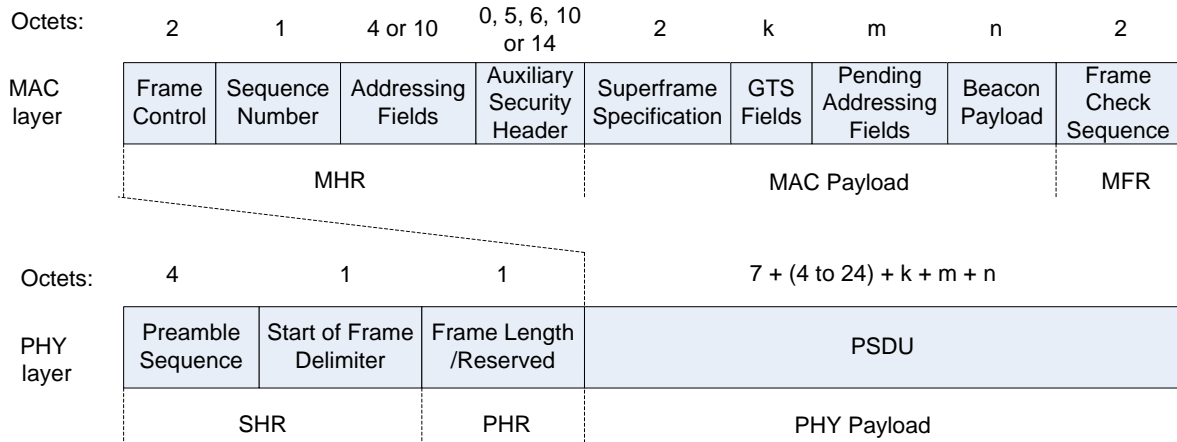 Octets: 2 1 4 or 10 0, 5, 6, 10 or 14 2 k m n 2
MAC layer
Frame Control
Sequence Number
Addressing Fields
Auxiliary Security Header
Superframe Specification
GTS Fields
Pending Addressing Fields
Beacon Payload
Frame Check Sequence
MHR MAC Payload MFR
Octets: 4 1 1 7 + (4 to 24) + k + m + n
PHY layer
Preamble Sequence
Start of Frame Delimiter
Frame Length /Reserved
PSDU
SHR PHR PHY Payload